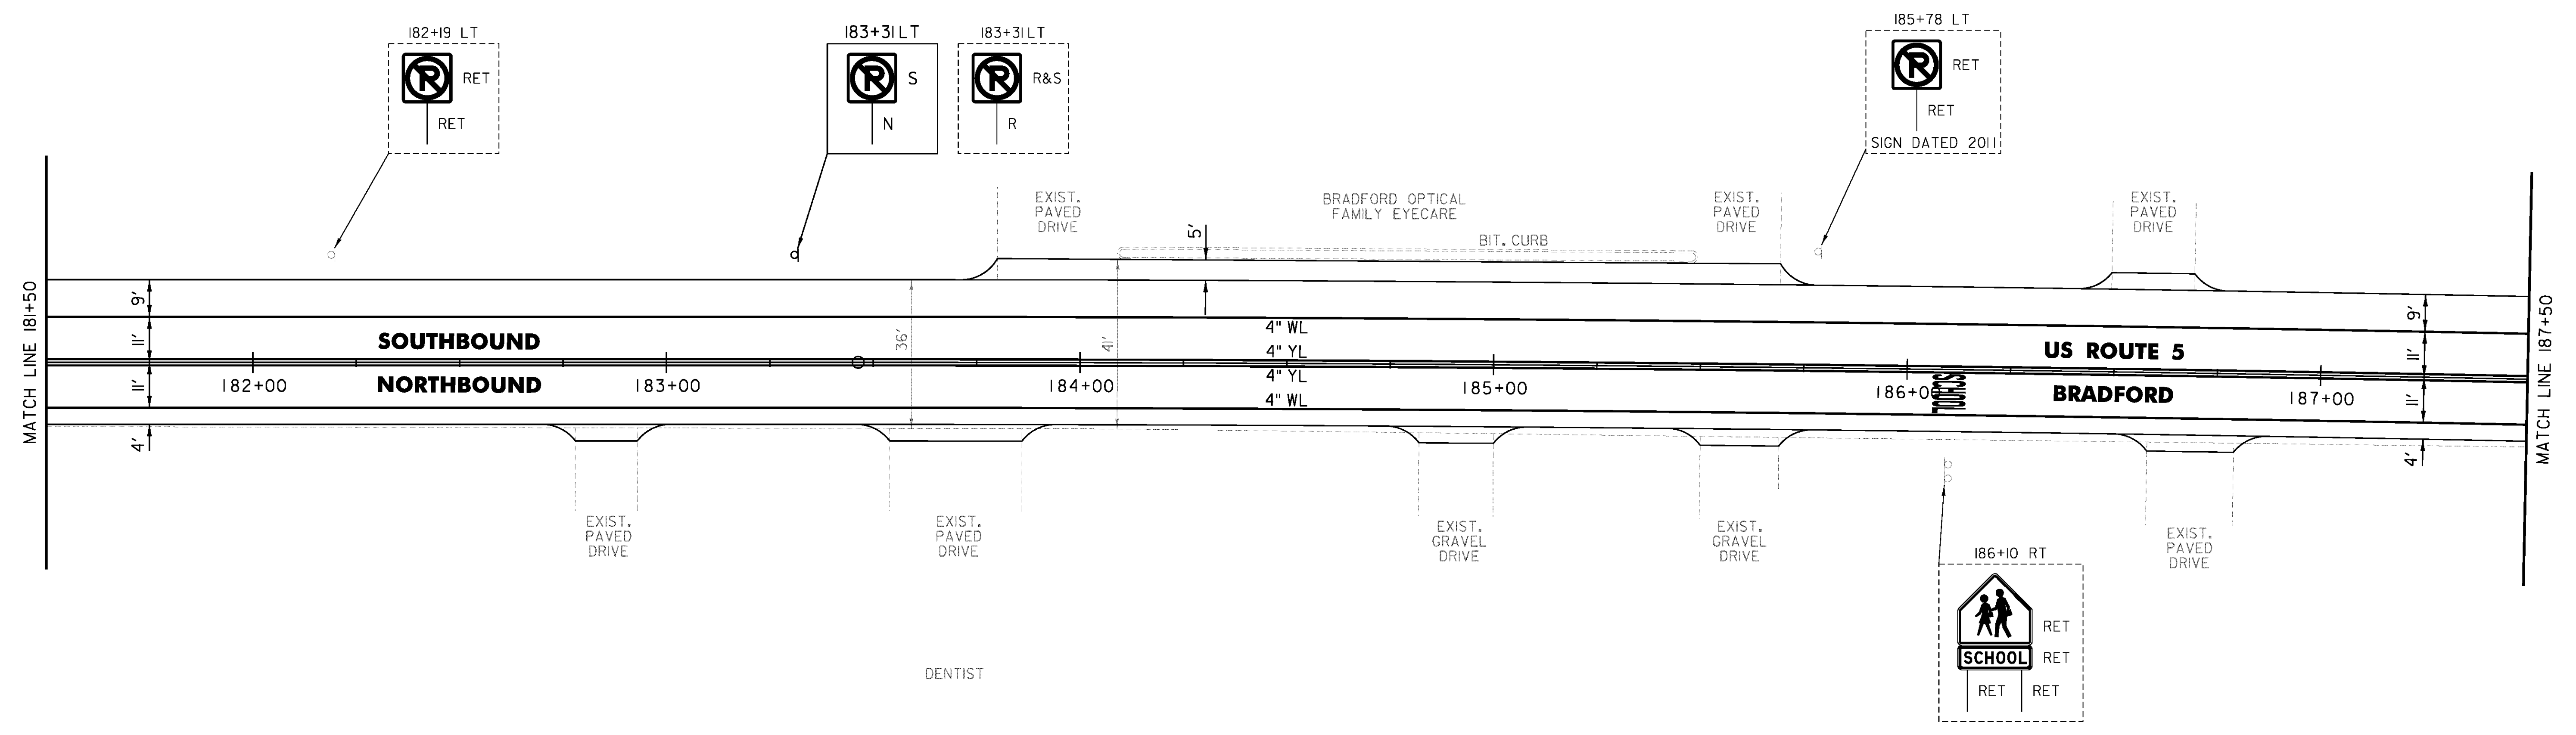 182+19 LT
RET
RET
183+31 LT
S
N
183+31 LT
R&S
R
185+78 LT
RET
RET
SIGN DATED 2011
EXIST.
PAVED
DRIVE
BRADFORD OPTICAL
FAMILY EYECARE
EXIST.
PAVED
DRIVE
EXIST.
PAVED
DRIVE
BIT. CURB
5'
MATCH LINE 181+50
9'
11'
11'
4'
SOUTHBOUND
NORTHBOUND
36'
41'
4" WL
4" YL
4" YL
4" WL
182+00
183+00
184+00
185+00
186+00
187+00
SCHOOL
US ROUTE 5
BRADFORD
9'
11'
11'
4'
MATCH LINE 187+50
EXIST.
PAVED
DRIVE
EXIST.
PAVED
DRIVE
EXIST.
GRAVEL
DRIVE
EXIST.
GRAVEL
DRIVE
EXIST.
PAVED
DRIVE
DENTIST
186+10 RT
RET
SCHOOL
RET
RET
RET